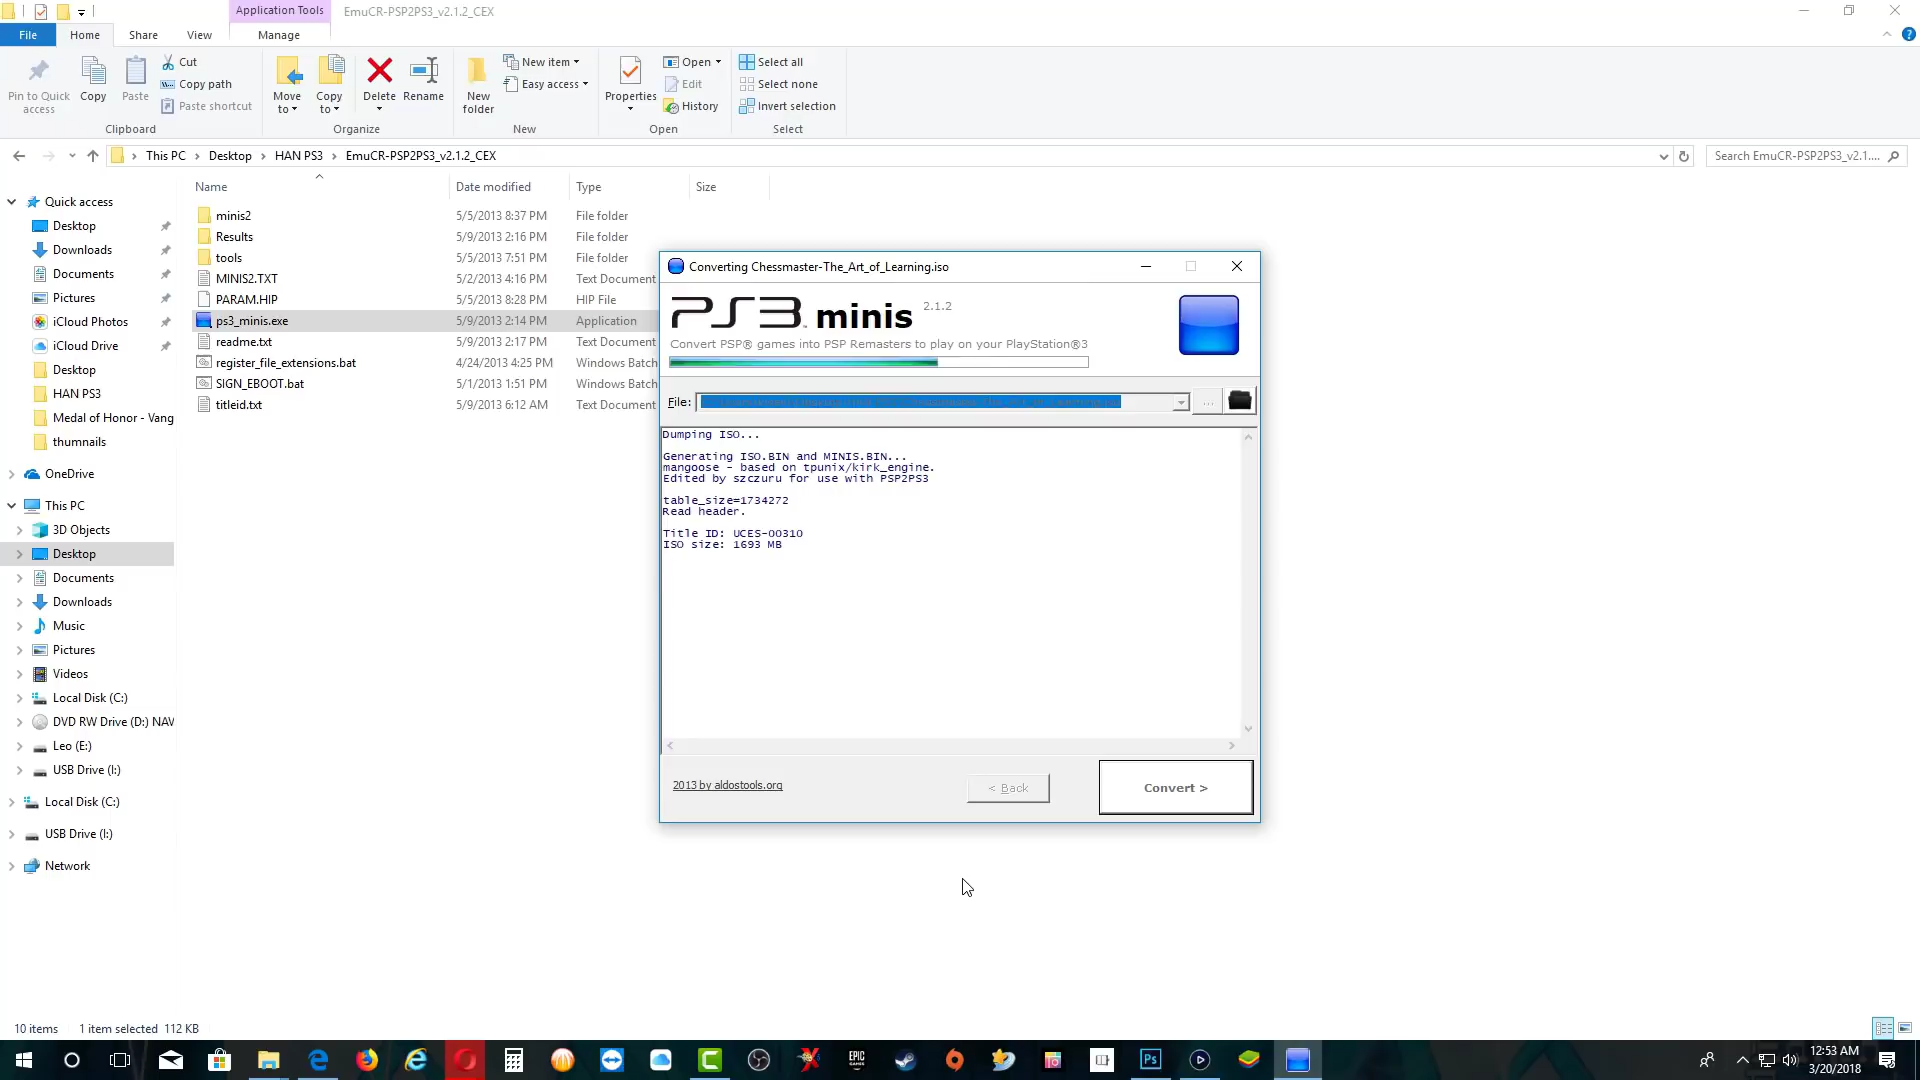 Application Tools
EmuCR-PSP2PS3_v2.1.2_CEX
File
Home
Share
View
Manage
Pin to Quick access
Copy
Paste
Cut
Copy path
Paste shortcut
Clipboard
Move to
Copy to
Delete
Rename
Organize
New folder
New item
Easy access
New
Properties
Open
Edit
History
Open
Select all
Select none
Invert selection
Select
This PC
Desktop
HAN PS3
EmuCR-PSP2PS3_v2.1.2_CEX
Search EmuCR-PSP2PS3_v2.1....
Name Date modified Type Size
minis2 5/5/2013 8:37 PM File folder
Results 5/9/2013 2:16 PM File folder
tools 5/5/2013 7:51 PM File folder
MINIS2.TXT 5/2/2013 4:16 PM Text Document
PARAM.HIP 5/5/2013 8:28 PM HIP File
ps3_minis.exe 5/9/2013 2:14 PM Application
readme.txt 5/9/2013 2:17 PM Text Document
register_file_extensions.bat 4/24/2013 4:25 PM Windows Batch
SIGN_EBOOT.bat 5/1/2013 1:51 PM Windows Batch
titleid.txt 5/9/2013 6:12 AM Text Document
Quick access
Desktop
Downloads
Documents
Pictures
iCloud Photos
iCloud Drive
Desktop
HAN PS3
Medal of Honor - Vang
thumnails
OneDrive
This PC
3D Objects
Desktop
Documents
Downloads
Music
Pictures
Videos
Local Disk (C:)
DVD RW Drive (D:) NAV
Leo (E:)
USB Drive (I:)
Local Disk (C:)
USB Drive (I:)
Network
Converting Chessmaster-The_Art_of_Learning.iso
PS3 minis 2.1.2
Convert PSP® games into PSP Remasters to play on your PlayStation®3
File:
...
Dumping ISO...
Generating ISO.BIN and MINIS.BIN...
mangoose - based on tpunix/kirk_engine.
Edited by szczuru for use with PSP2PS3
table_size=1734272
Read header.
Title ID: UCES-00310
ISO size: 1693 MB
2013 by aldostools.org
< Back
Convert >
10 items 1 item selected 112 KB
EPIC GAMES
Ps
12:53 AM
3/20/2018